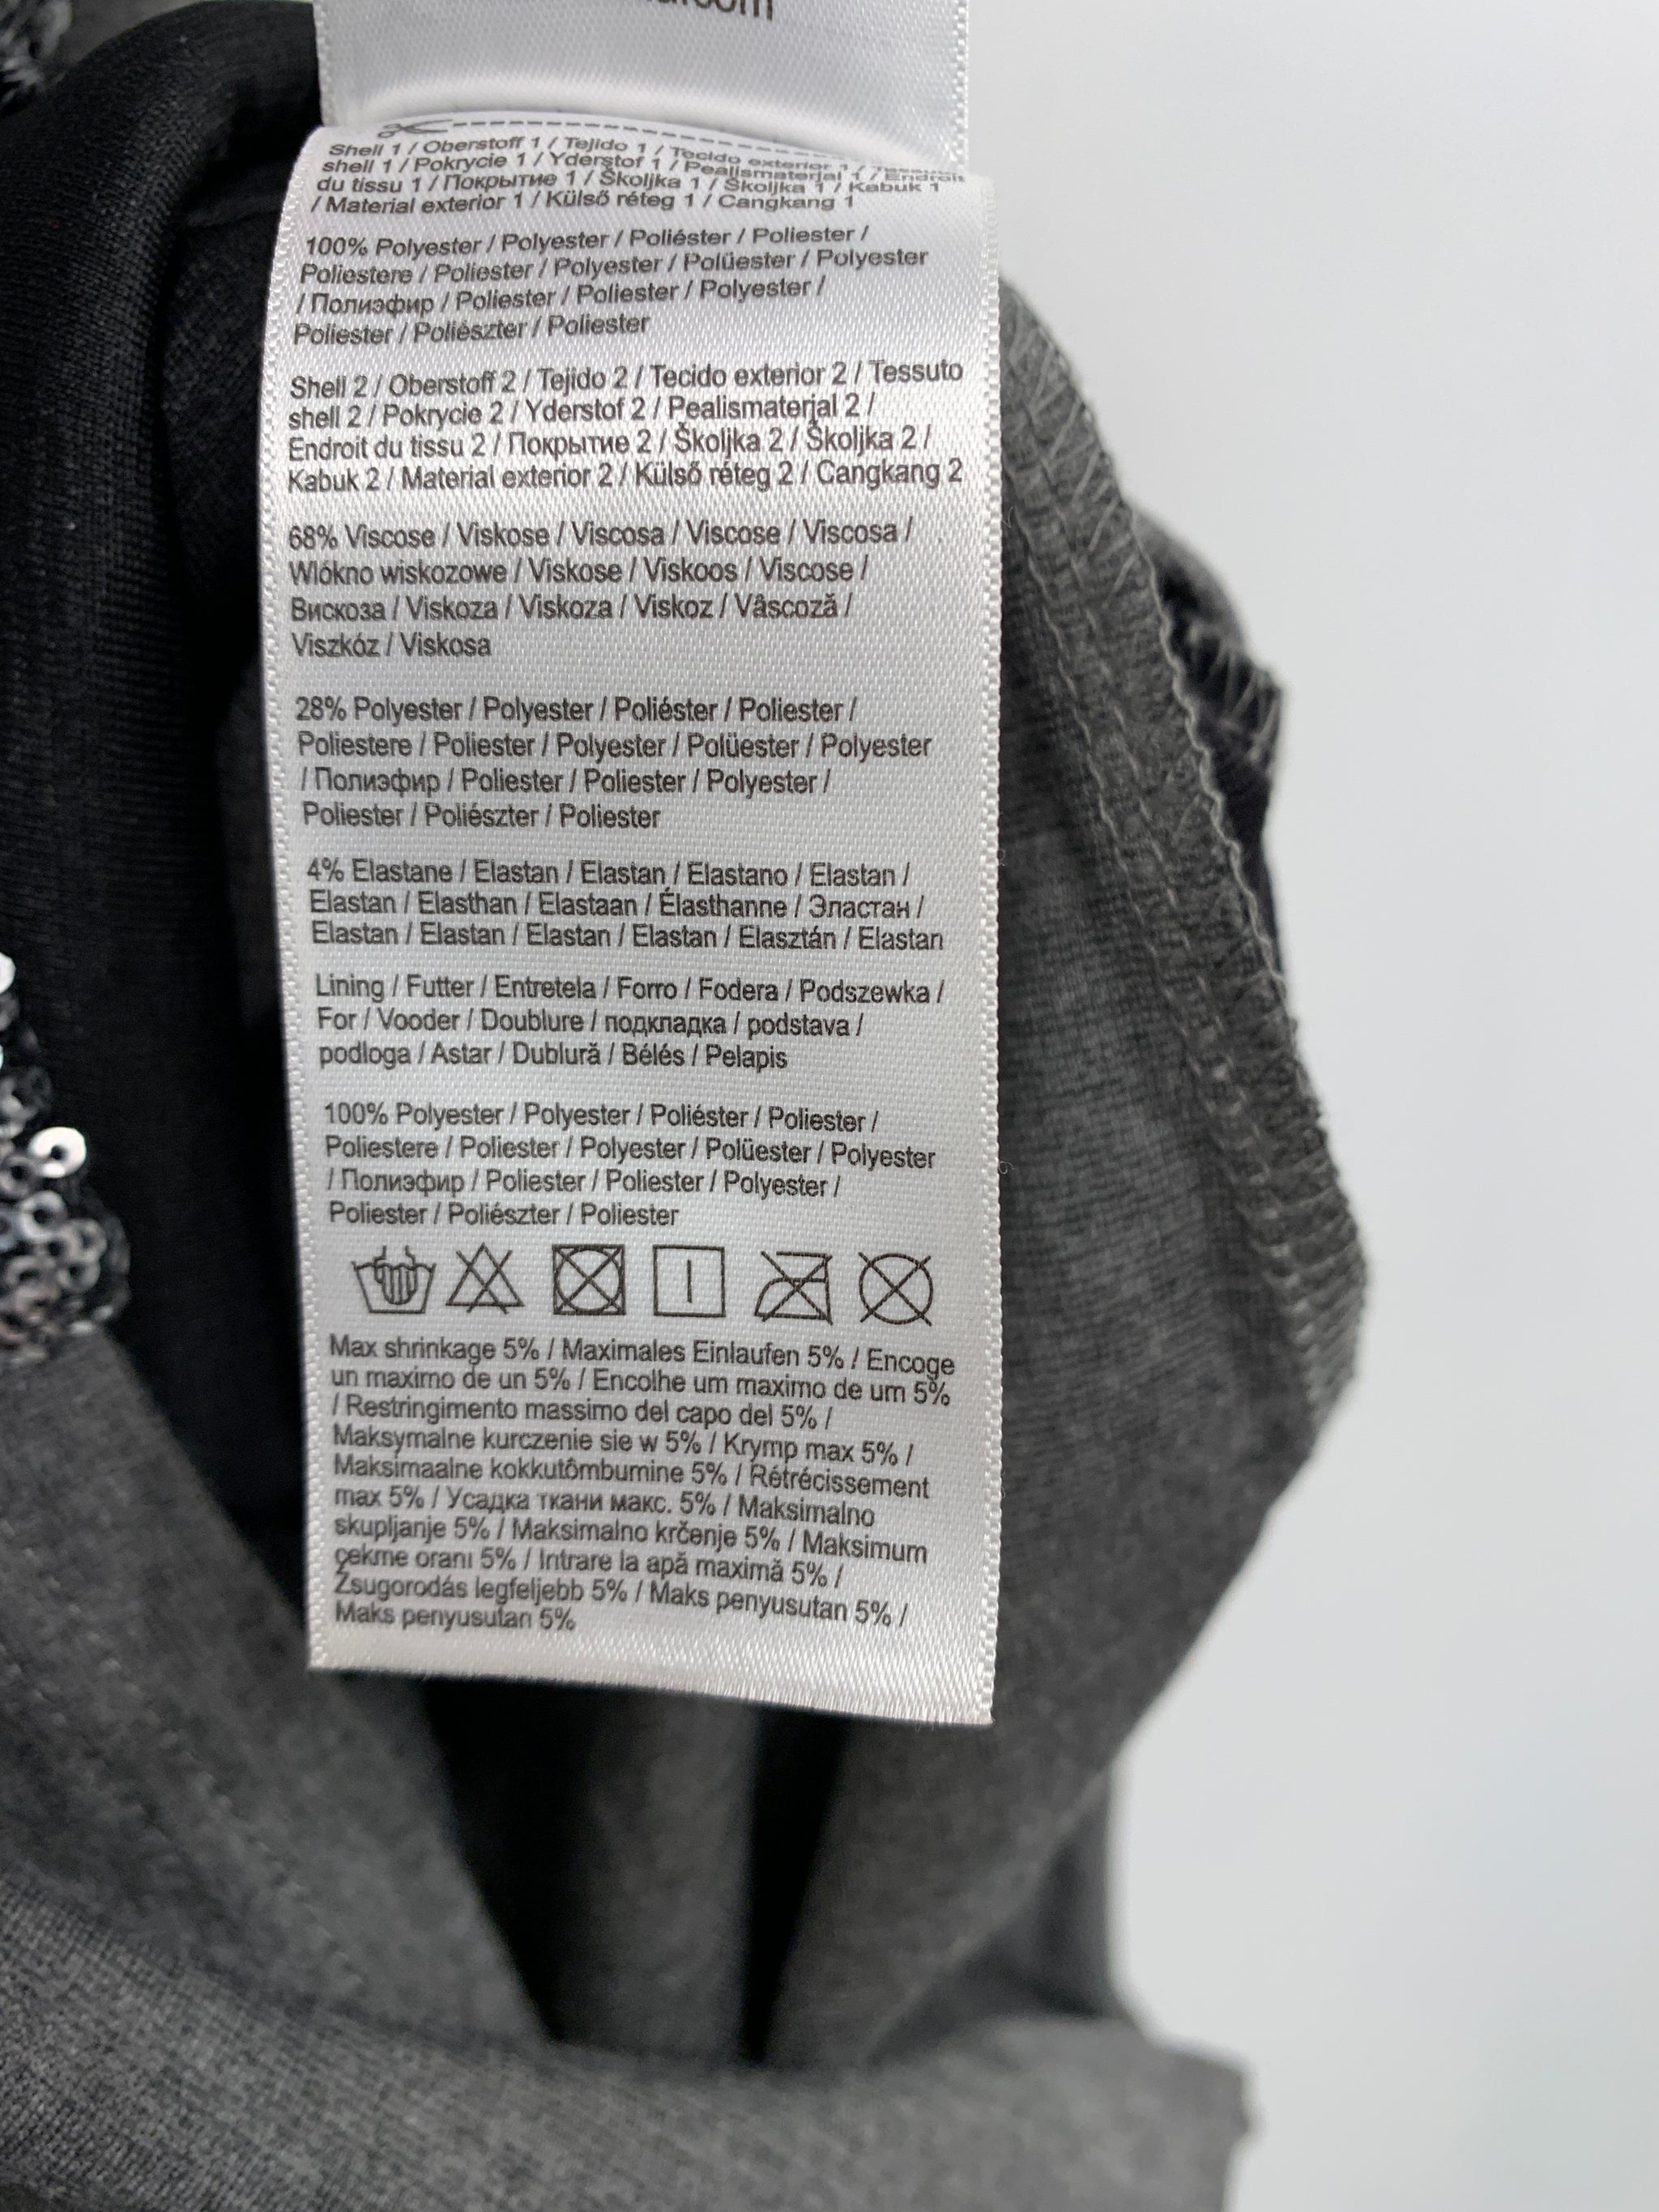 Shell 1 / Oberstoff 1 / Tejido 1 / Tecido exterior 1 /
shell 1 / Pokrycie 1 / Yderstof 1 / Pealismaterjal 1 / Endroit
du tissu 1 / Покрытие 1 / Školjka 1 / Školjka 1 / Kabuk 1
/ Material exterior 1 / Külső réteg 1 / Cangkang 1
100% Polyester / Polyester / Poliéster / Poliester /
Poliestere / Poliester / Polyester / Polüester / Polyester
/ Полиэфир / Poliester / Poliester / Polyester /
Poliester / Poliészter / Poliester
Shell 2 / Oberstoff 2 / Tejido 2 / Tecido exterior 2 / Tessuto
shell 2 / Pokrycie 2 / Yderstof 2 / Pealismaterjal 2 /
Endroit du tissu 2 / Покрытие 2 / Školjka 2 / Školjka 2 /
Kabuk 2 / Material exterior 2 / Külső réteg 2 / Cangkang 2
68% Viscose / Viskose / Viscosa / Viscose / Viscosa /
Wlókno wiskozowe / Viskose / Viskoos / Viscose /
Вискоза / Viskoza / Viskoza / Viskoz / Vâscoză /
Viszkóz / Viskosa
28% Polyester / Polyester / Poliéster / Poliester /
Poliestere / Poliester / Polyester / Polüester / Polyester
/ Полиэфир / Poliester / Poliester / Polyester /
Poliester / Poliészter / Poliester
4% Elastane / Elastan / Elastan / Elastano / Elastan /
Elastan / Elasthan / Elastaan / Élasthanne / Эластан /
Elastan / Elastan / Elastan / Elastan / Elasztán / Elastan
Lining / Futter / Entretela / Forro / Fodera / Podszewka /
For / Vooder / Doublure / подкладка / podstava /
podloga / Astar / Dublură / Bélés / Pelapis
100% Polyester / Polyester / Poliéster / Poliester /
Poliestere / Poliester / Polyester / Polüester / Polyester
/ Полиэфир / Poliester / Poliester / Polyester /
Poliester / Poliészter / Poliester
Max shrinkage 5% / Maximales Einlaufen 5% / Encoge
un maximo de un 5% / Encolhe um maximo de um 5%
/ Restringimento massimo del capo del 5% /
Maksymalne kurczenie sie w 5% / Krymp max 5% /
Maksimaalne kokkutõmbumine 5% / Rétrécissement
max 5% / Усадка ткани макс. 5% / Maksimalno
skupljanje 5% / Maksimalno krčenje 5% / Maksimum
çekme oranı 5% / Intrare la apă maximă 5% /
Zsugorodás legfeljebb 5% / Maks penyusutan 5% /
Maks penyusutan 5%